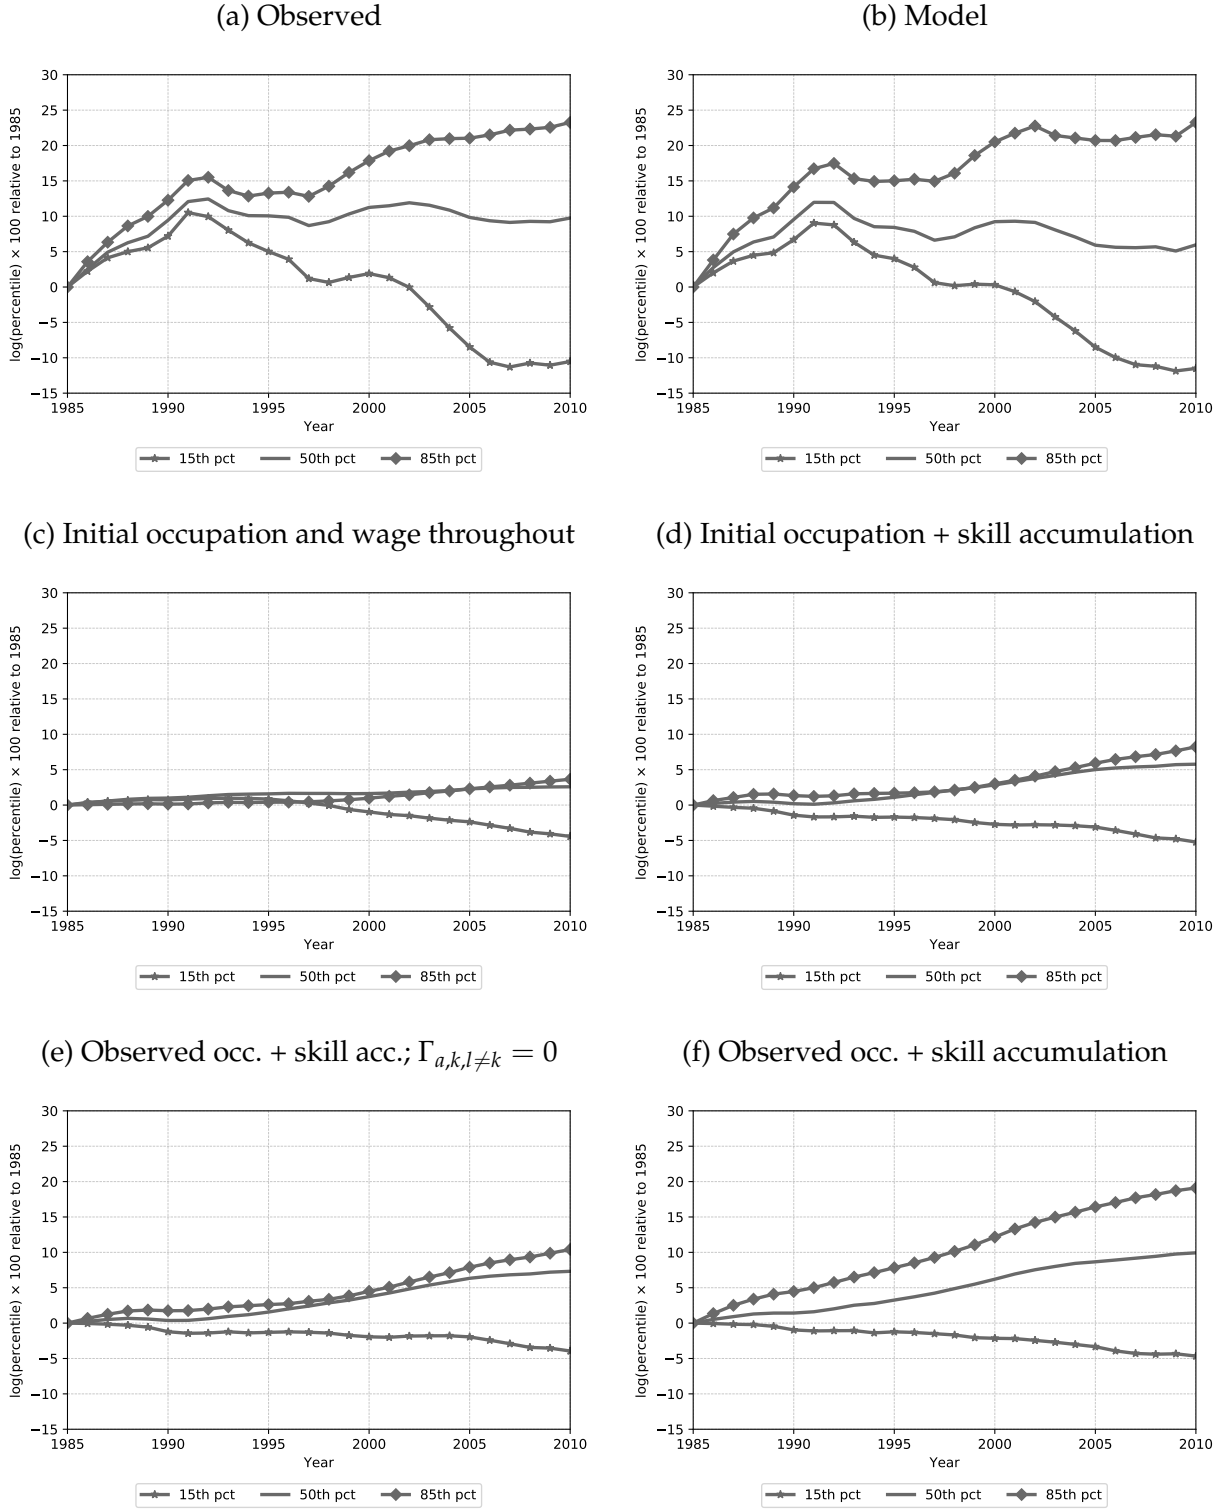 (a) Observed
(b) Model
log(percentile) × 100 relative to 1985
30
25
20
15
10
5
0
−5
−10
−15
1985 1990 1995 2000 2005 2010
Year
15th pct 50th pct 85th pct
log(percentile) × 100 relative to 1985
30
25
20
15
10
5
0
−5
−10
−15
1985 1990 1995 2000 2005 2010
Year
15th pct 50th pct 85th pct
(c) Initial occupation and wage throughout
(d) Initial occupation + skill accumulation
log(percentile) × 100 relative to 1985
30
25
20
15
10
5
0
−5
−10
−15
1985 1990 1995 2000 2005 2010
Year
15th pct 50th pct 85th pct
log(percentile) × 100 relative to 1985
30
25
20
15
10
5
0
−5
−10
−15
1985 1990 1995 2000 2005 2010
Year
15th pct 50th pct 85th pct
(e) Observed occ. + skill acc.; Γa,k,l≠k = 0
(f) Observed occ. + skill accumulation
log(percentile) × 100 relative to 1985
30
25
20
15
10
5
0
−5
−10
−15
1985 1990 1995 2000 2005 2010
Year
15th pct 50th pct 85th pct
log(percentile) × 100 relative to 1985
30
25
20
15
10
5
0
−5
−10
−15
1985 1990 1995 2000 2005 2010
Year
15th pct 50th pct 85th pct